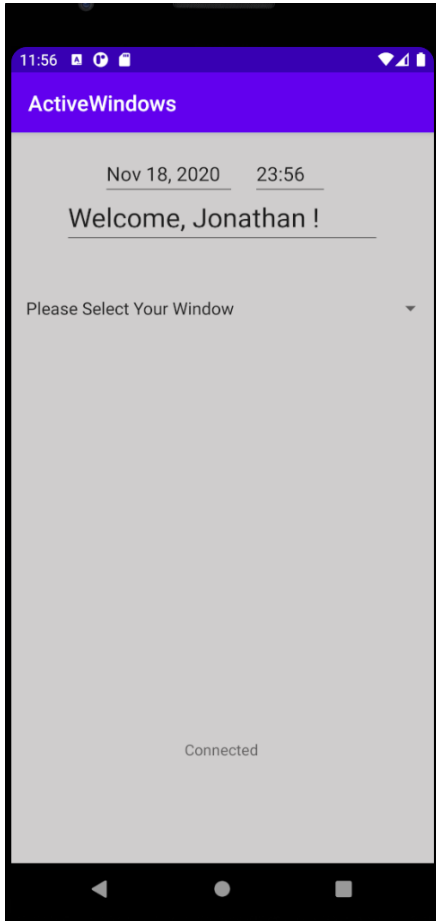 11:56
ActiveWindows
Nov 18, 2020 23:56
Welcome, Jonathan !
Please Select Your Window
Connected